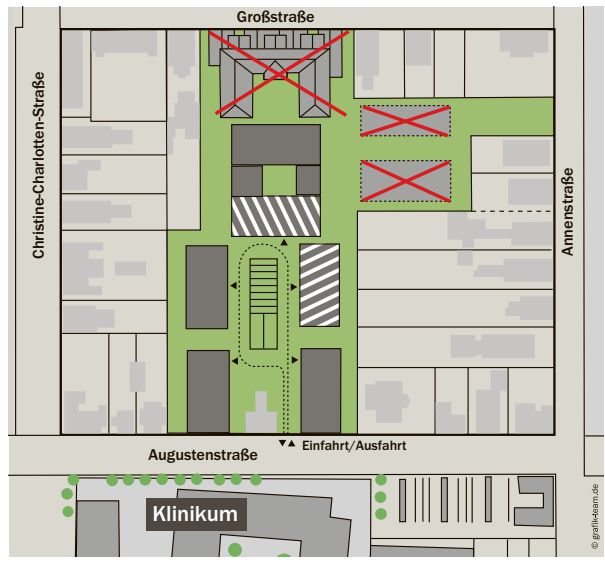 Großstraße
Christine-Charlotten-Straße
Annenstraße
Einfahrt/Ausfahrt
Augustenstraße
Klinikum
© grafik-team.de